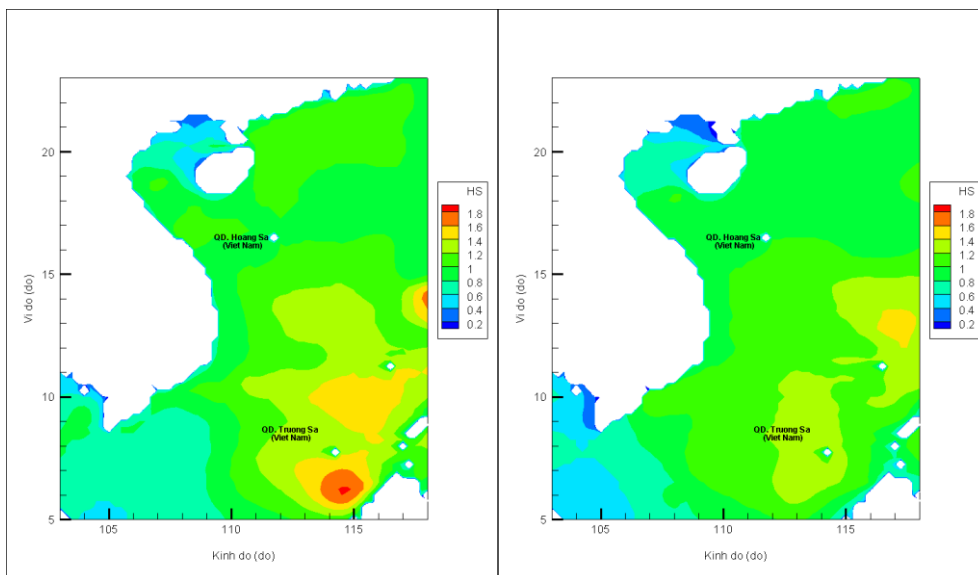 HS
1.8
1.6
1.4
1.2
1
0.8
0.6
0.4
0.2
20
15
10
5
105
110
115
Vi do (do)
Kinh do (do)
QD. Hoang Sa
(Viet Nam)
QD. Truong Sa
(Viet Nam)
HS
1.8
1.6
1.4
1.2
1
0.8
0.6
0.4
0.2
20
15
10
5
105
110
115
Vi do (do)
Kinh do (do)
QD. Hoang Sa
(Viet Nam)
QD. Truong Sa
(Viet Nam)